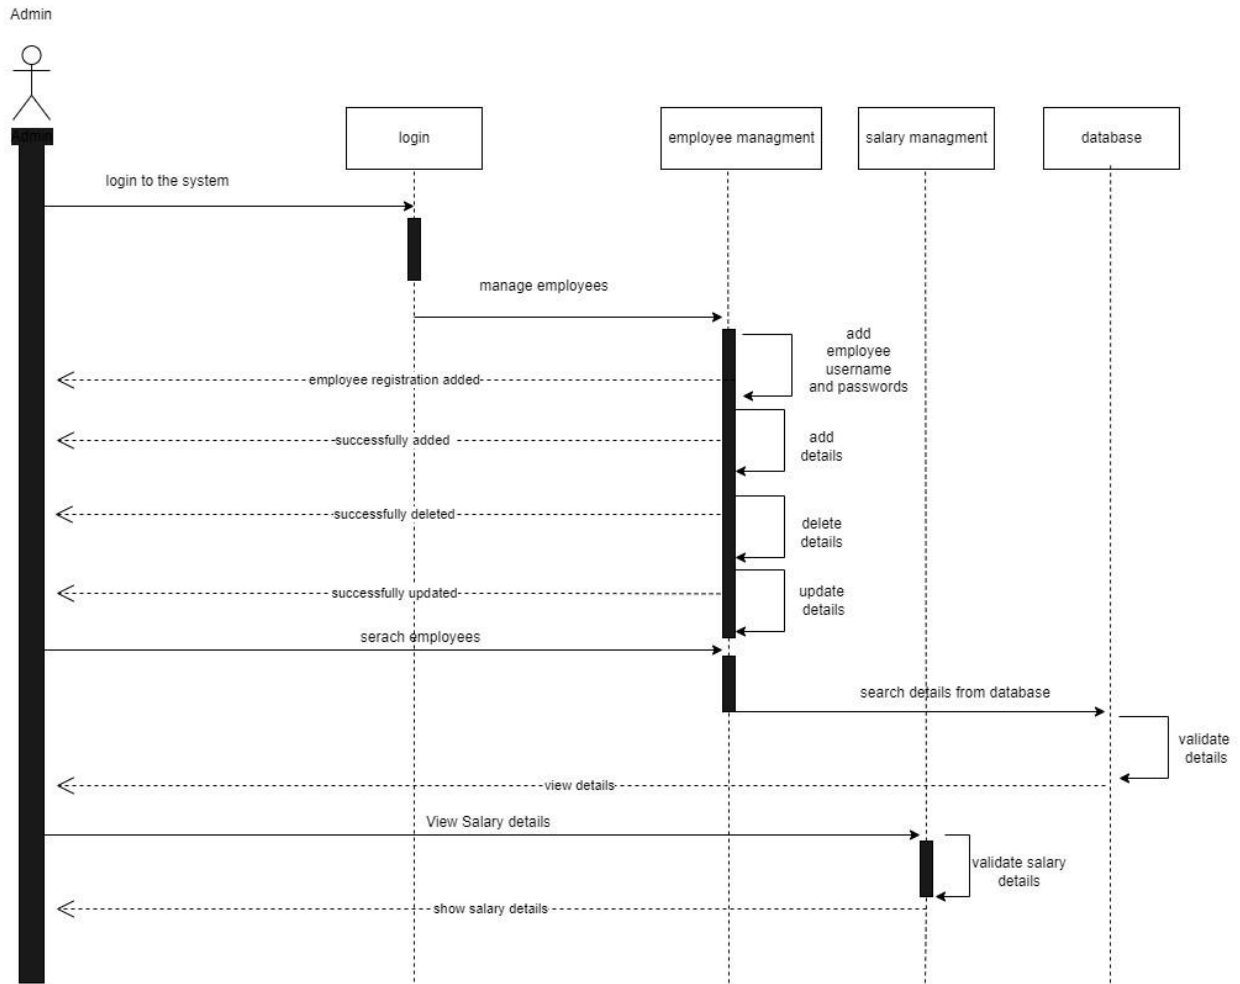 Admin
Admin
login
employee managment
salary managment
database
login to the system
manage employees
add
employee
username
and passwords
employee registration added
successfully added
add
details
successfully deleted
delete
details
successfully updated
update
details
serach employees
search details from database
validate
details
view details
View Salary details
validate salary
details
show salary details